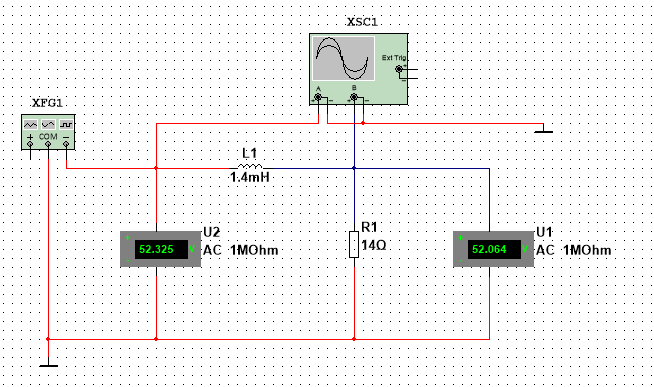 XSC1
Ext Trig
+
-
A
B
+ - + -
XFG1
+ COM -
L1
1.4mH
U2
52.325 V
AC 1MOhm
R1
14Ω
U1
52.064 V
AC 1MOhm